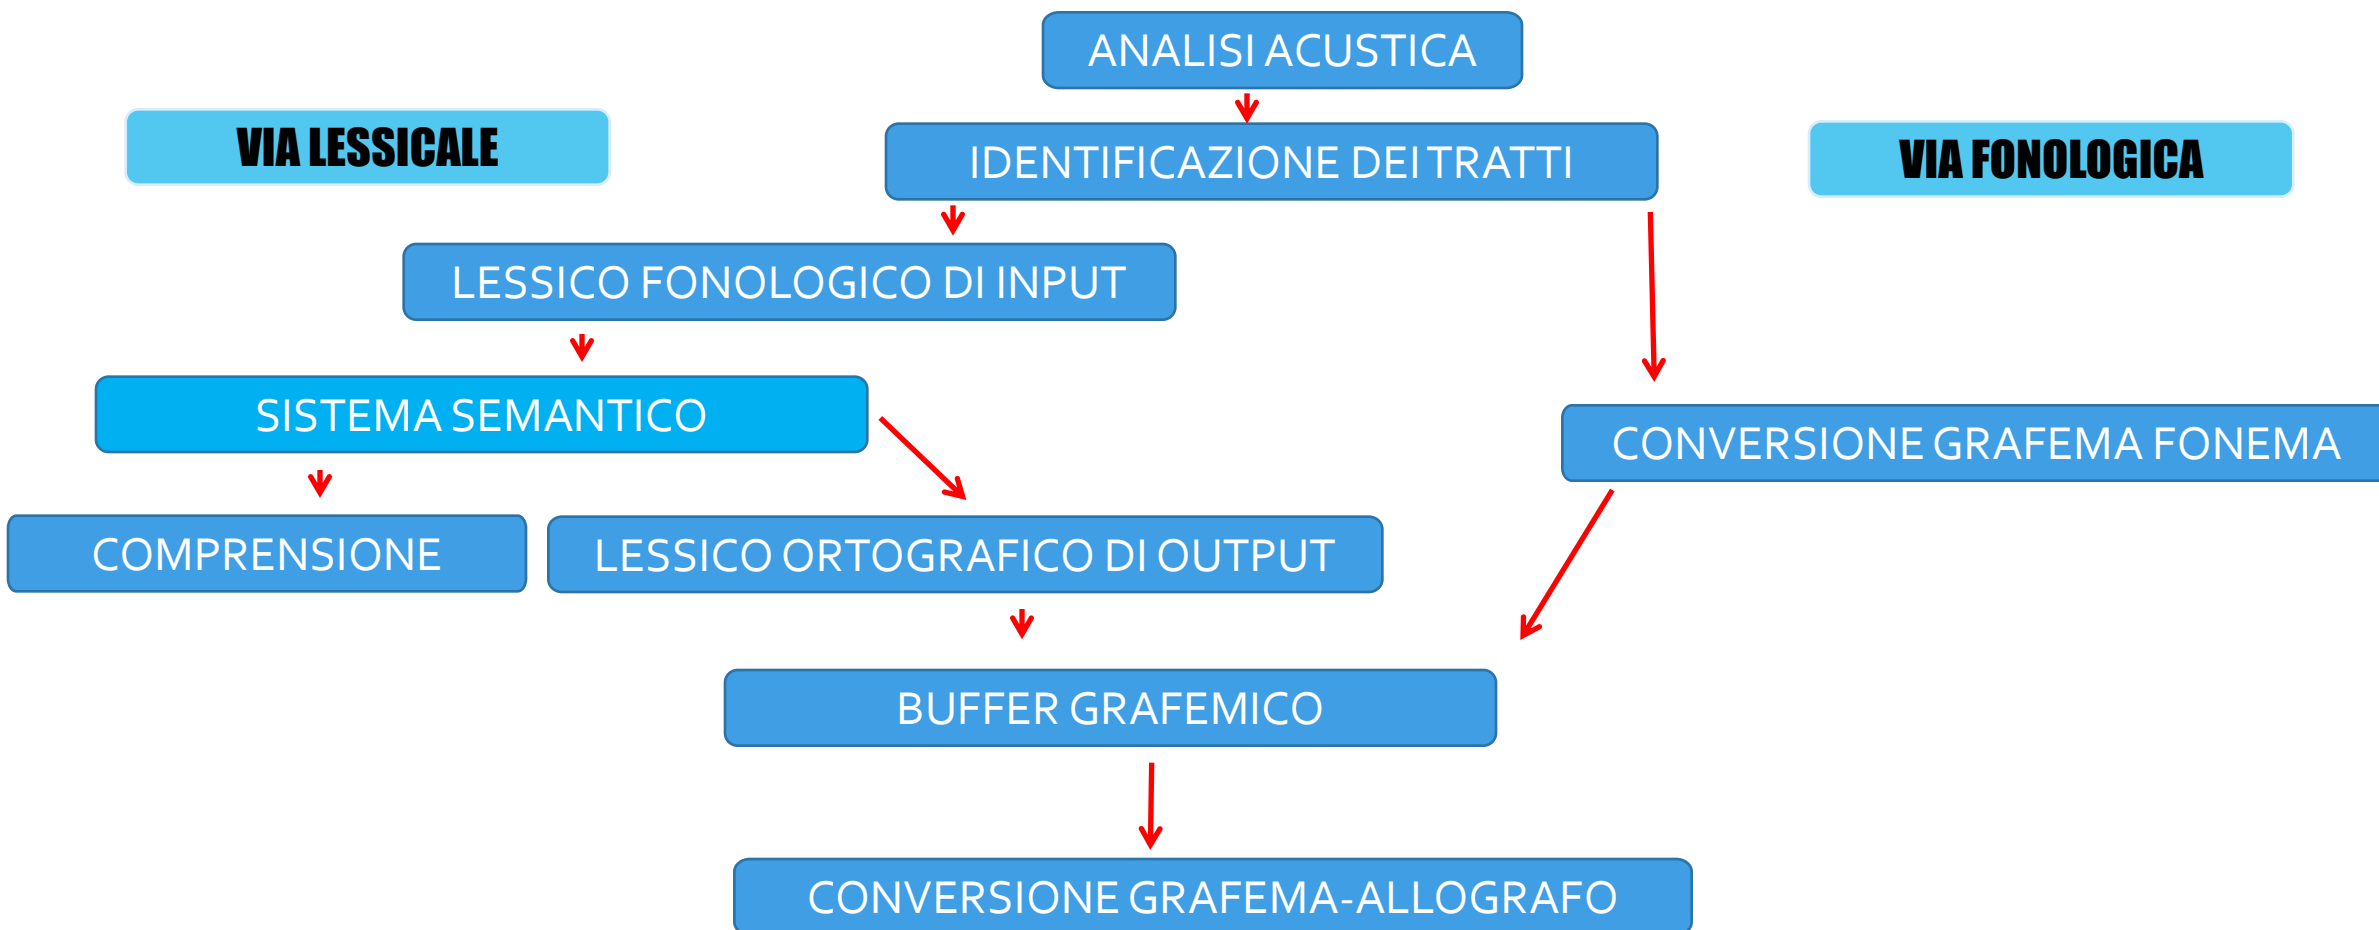 ANALISI ACUSTICA
VIA LESSICALE
IDENTIFICAZIONE DEI TRATTI
VIA FONOLOGICA
LESSICO FONOLOGICO DI INPUT
SISTEMA SEMANTICO
CONVERSIONE GRAFEMA FONEMA
COMPRENSIONE
LESSICO ORTOGRAFICO DI OUTPUT
BUFFER GRAFEMICO
CONVERSIONE GRAFEMA-ALLOGRAFO